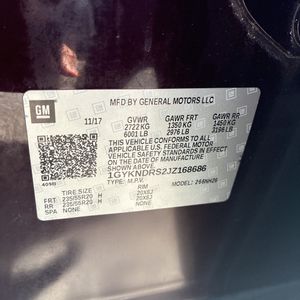 GM
MFD BY GENERAL MOTORS LLC
11/17 GVWR GAWR FRT GAWR RR
2722 KG 1350 KG 1450 KG
6001 LB 2976 LB 3196 LB
THIS VEHICLE CONFORMS TO ALL APPLICABLE
U.S. FEDERAL MOTOR VEHICLE SAFETY AND
THEFT PREVENTION STANDARDS IN EFFECT ON
THE DATE OF MANUFACTURE SHOWN ABOVE.
1GYKNDRS2JZ168686
TYPE: M.P.V. MODEL:
TIRE SIZE RIM
FRT 235/55R20 H 20X8J
RR 235/55R20 H 20X8J
SPA NONE NONE